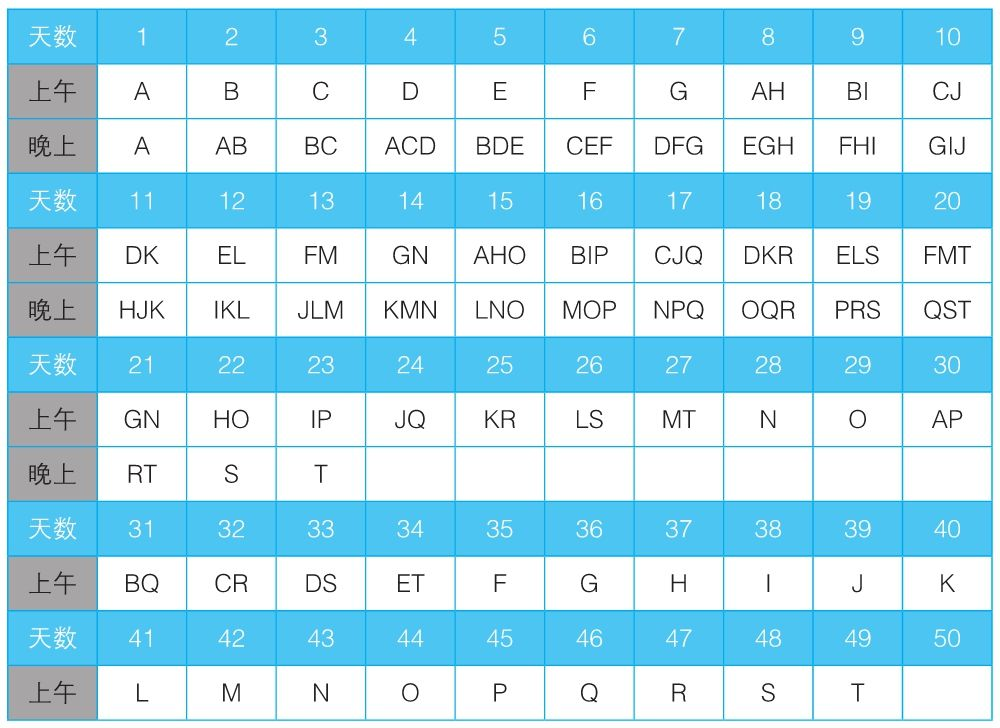 天数 1 2 3 4 5 6 7 8 9 10
上午 A B C D E F G AH BI CJ
晚上 A AB BC ACD BDE CEF DFG EGH FHI GIJ
天数 11 12 13 14 15 16 17 18 19 20
上午 DK EL FM GN AHO BIP CJQ DKR ELS FMT
晚上 HJK IKL JLM KMN LNO MOP NPQ OQR PRS QST
天数 21 22 23 24 25 26 27 28 29 30
上午 GN HO IP JQ KR LS MT N O AP
晚上 RT S T
天数 31 32 33 34 35 36 37 38 39 40
上午 BQ CR DS ET F G H I J K
天数 41 42 43 44 45 46 47 48 49 50
上午 L M N O P Q R S T